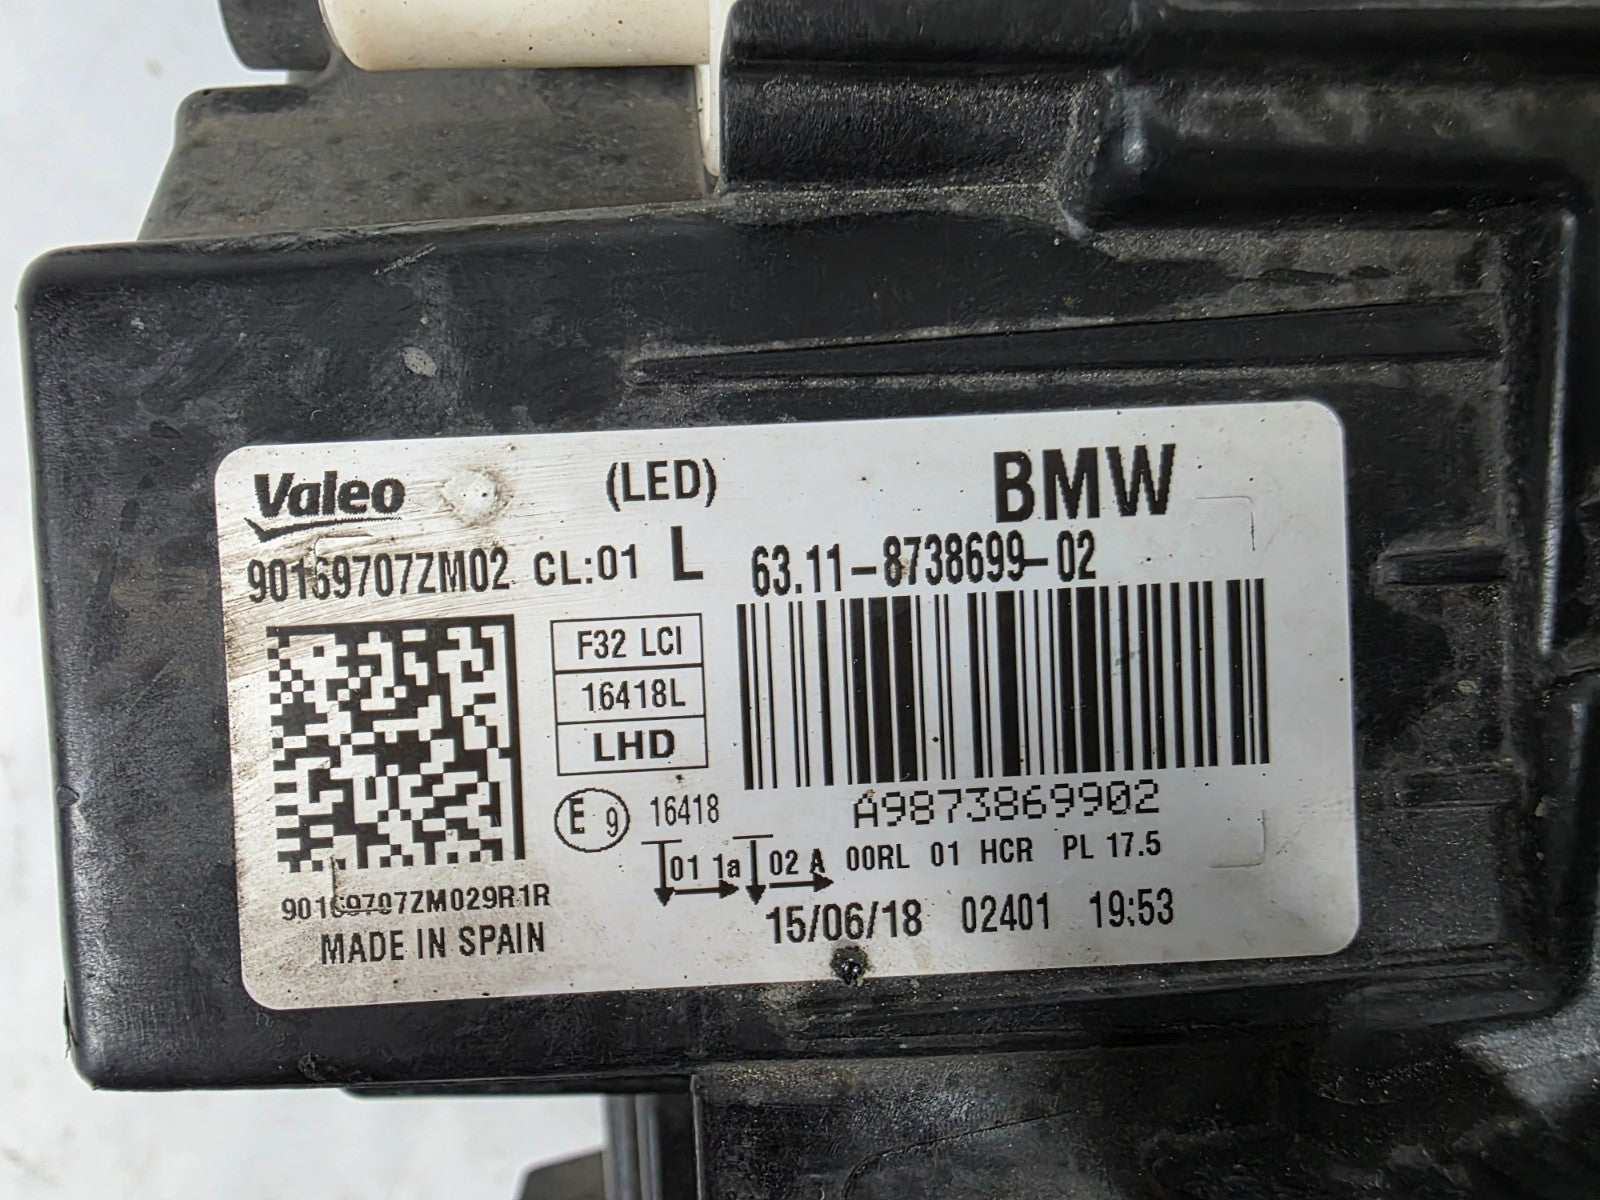 Valeo (LED) BMW
90169707ZM02 CL:01 L 63.11-8738699-02
F32 LCI
16418L
LHD
E 9 16418
A9873869902
01 1a 02 A 00RL 01 HCR PL 17.5
90169707ZM029R1R
MADE IN SPAIN
15/06/18 02401 19:53